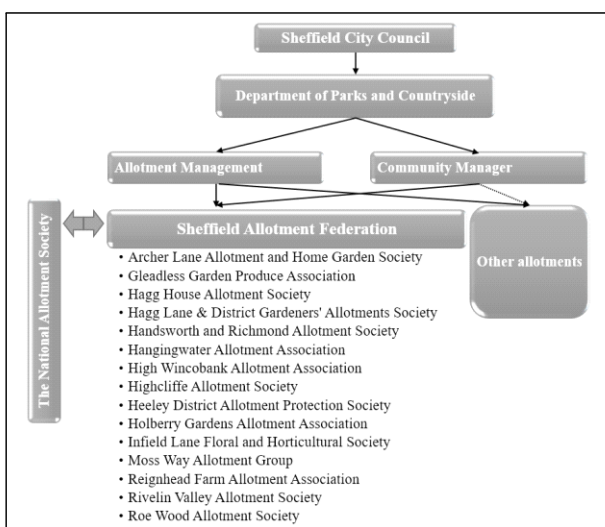 Sheffield City Council
Department of Parks and Countryside
Allotment Management
Community Manager
The National Allotment Society
Sheffield Allotment Federation
Other allotments
• Archer Lane Allotment and Home Garden Society
• Gleadless Garden Produce Association
• Hagg House Allotment Society
• Hagg Lane & District Gardeners' Allotments Society
• Handsworth and Richmond Allotment Society
• Hangingwater Allotment Association
• High Wincobank Allotment Association
• Highcliffe Allotment Society
• Heeley District Allotment Protection Society
• Holberry Gardens Allotment Association
• Infield Lane Floral and Horticultural Society
• Moss Way Allotment Group
• Reignhead Farm Allotment Association
• Rivelin Valley Allotment Society
• Roe Wood Allotment Society